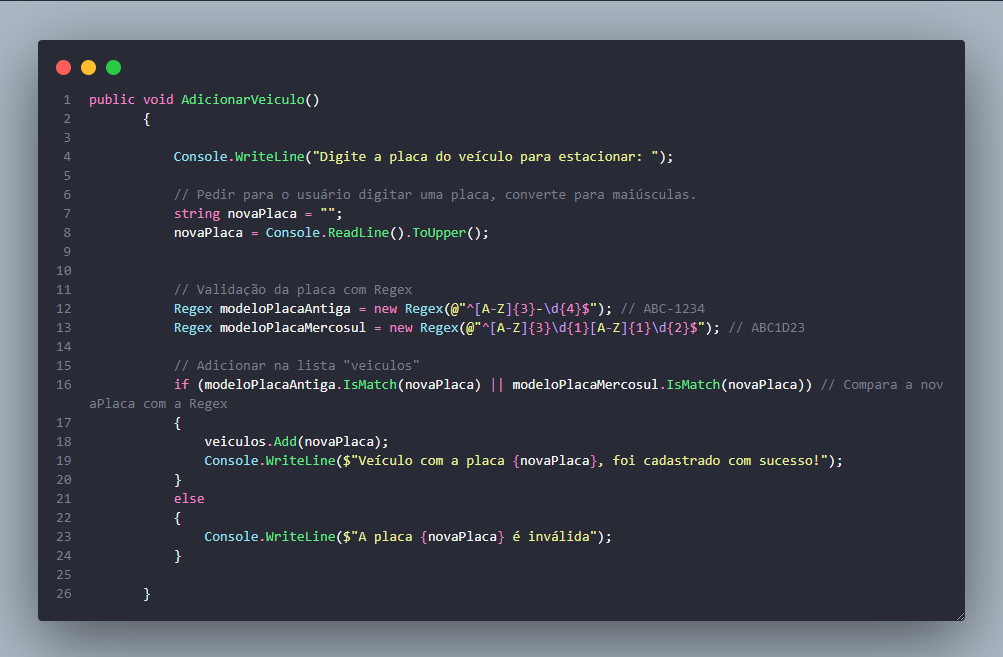 1 public void AdicionarVeiculo()
2 {
3
4 Console.WriteLine("Digite a placa do veículo para estacionar: ");
5
6 // Pedir para o usuário digitar uma placa, converte para maiúsculas.
7 string novaPlaca = "";
8 novaPlaca = Console.ReadLine().ToUpper();
9
10
11 // Validação da placa com Regex
12 Regex modeloPlacaAntiga = new Regex(@"^[A-Z]{3}-\d{4}$"); // ABC-1234
13 Regex modeloPlacaMercosul = new Regex(@"^[A-Z]{3}\d{1}[A-Z]{1}\d{2}$"); // ABC1D23
14
15 // Adicionar na lista "veiculos"
16 if (modeloPlacaAntiga.IsMatch(novaPlaca) || modeloPlacaMercosul.IsMatch(novaPlaca)) // Compara a nov
aPlaca com a Regex
17 {
18 veiculos.Add(novaPlaca);
19 Console.WriteLine($"Veículo com a placa {novaPlaca}, foi cadastrado com sucesso!");
20 }
21 else
22 {
23 Console.WriteLine($"A placa {novaPlaca} é inválida");
24 }
25
26 }